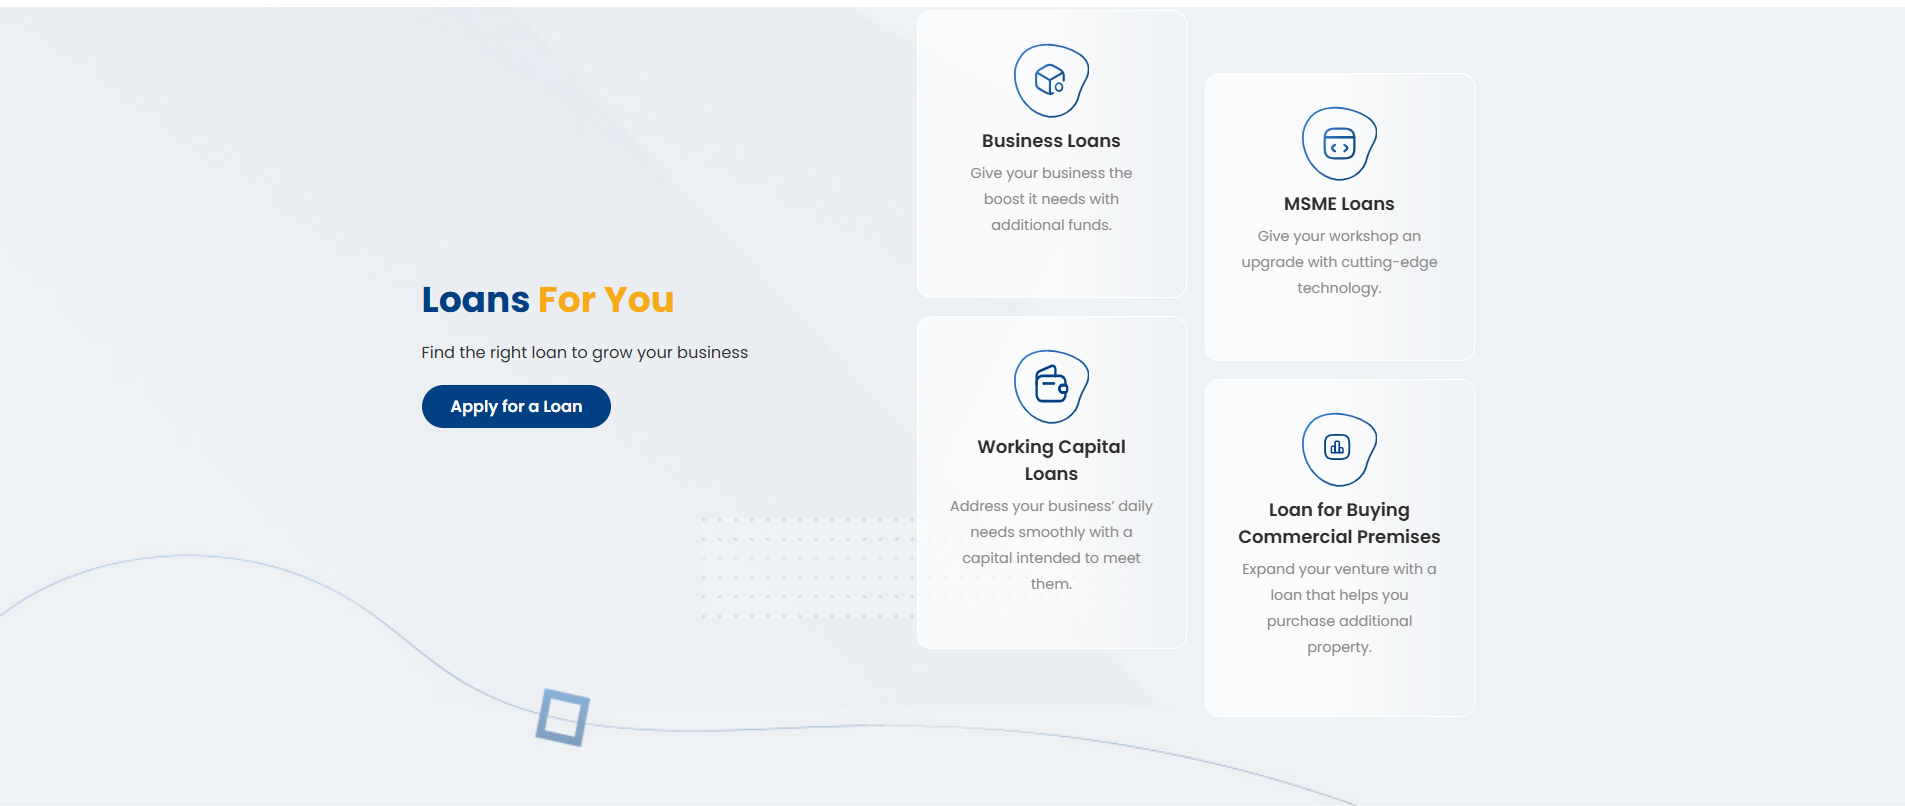 Loans For You
Find the right loan to grow your business
Apply for a Loan
Business Loans
Give your business the
boost it needs with
additional funds.
MSME Loans
Give your workshop an
upgrade with cutting-edge
technology.
Working Capital
Loans
Address your business’ daily
needs smoothly with a
capital intended to meet
them.
Loan for Buying
Commercial Premises
Expand your venture with a
loan that helps you
purchase additional
property.